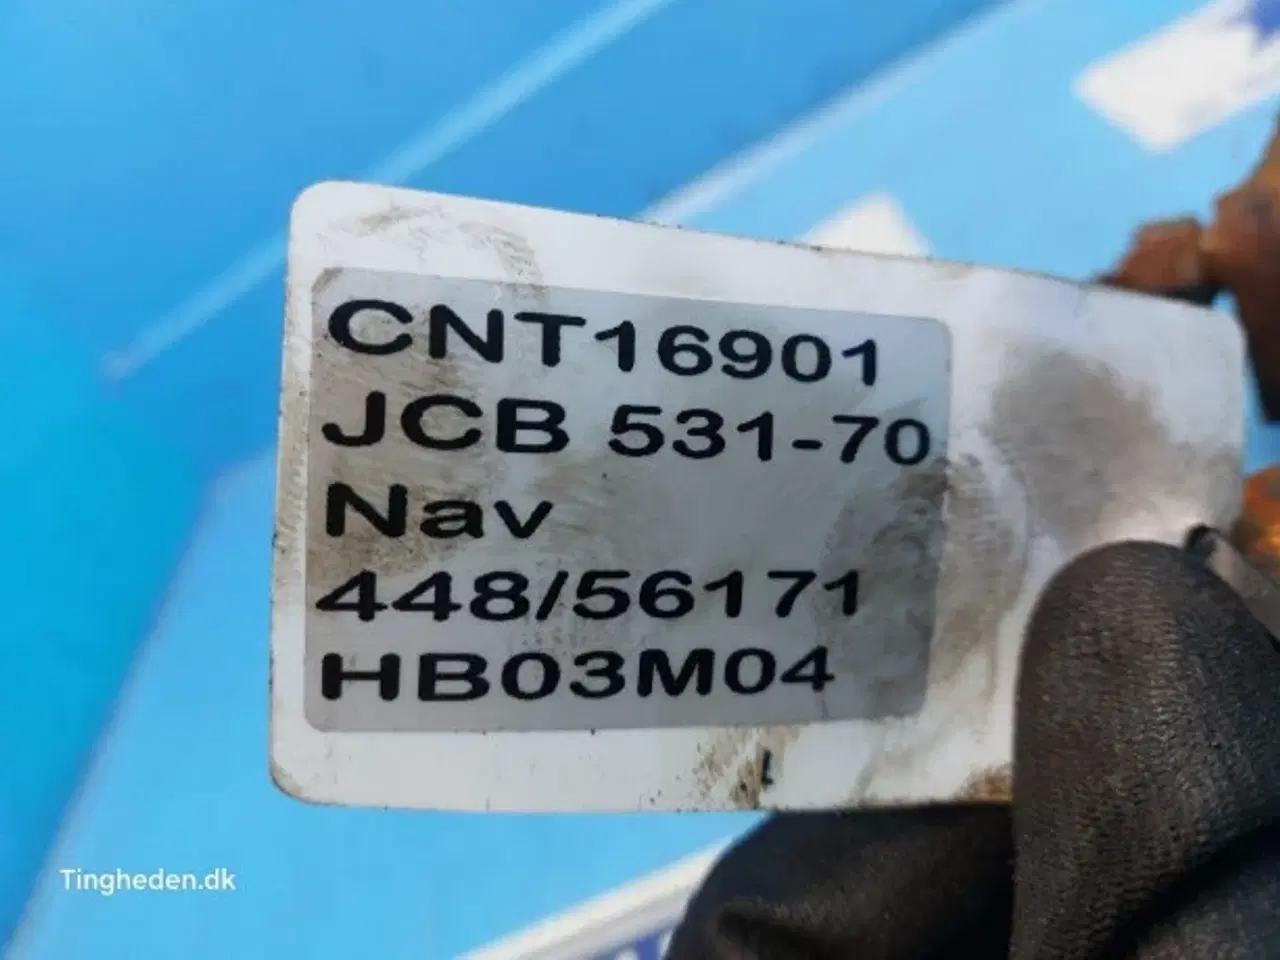 CNT16901
JCB 531-70
Nav
448/56171
HB03M04
Tingheden.dk